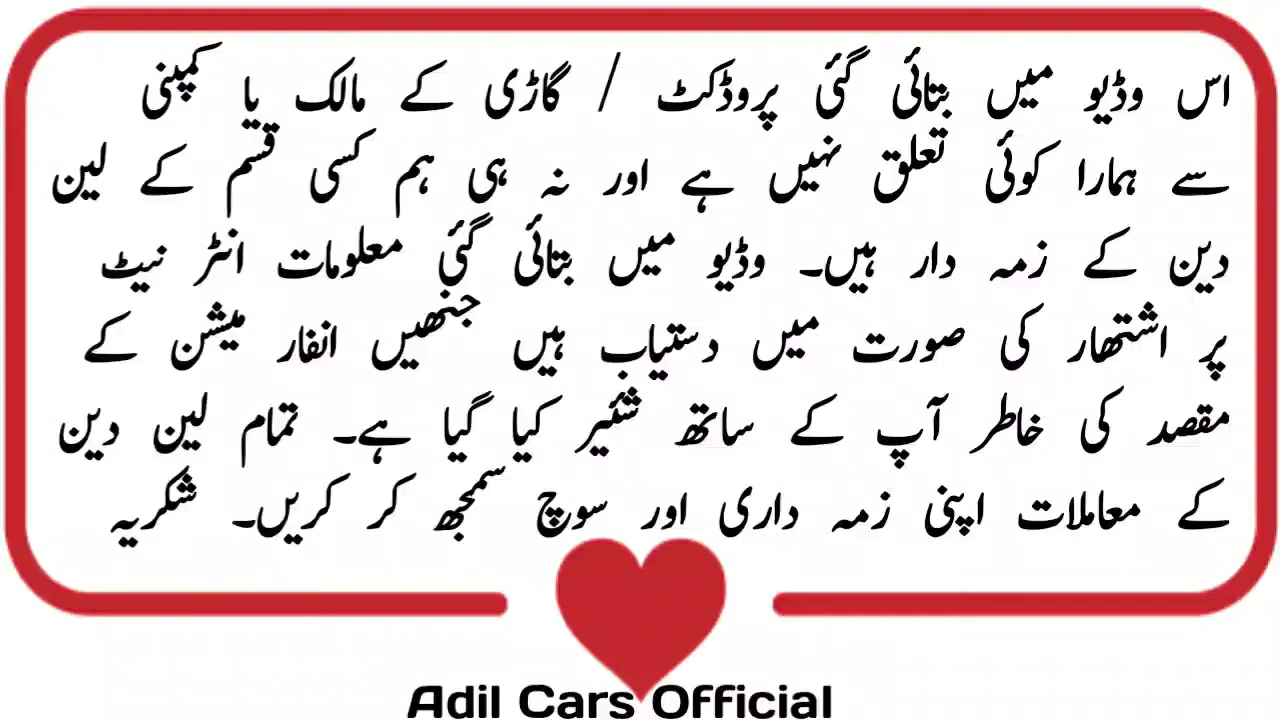 اس وڈیو میں بتائی گئی پروڈکٹ / گاڑی کے مالک یا کمپنی
سے ہمارا کوئی تعلق نہیں ہے اور نہ ہی ہم کسی قسم کے لین
دین کے زمہ دار ہیں۔ وڈیو میں بتائی گئی معلومات انٹر نیٹ
پر اشتھار کی صورت میں دستیاب ہیں جنھیں انفار میشن کے
مقصد کی خاطر آپ کے ساتھ شئیر کیا گیا ہے۔ تمام لین دین
کے معاملات اپنی زمہ داری اور سوچ سمجھ کر کریں۔ شکریہ
Adil Cars Official